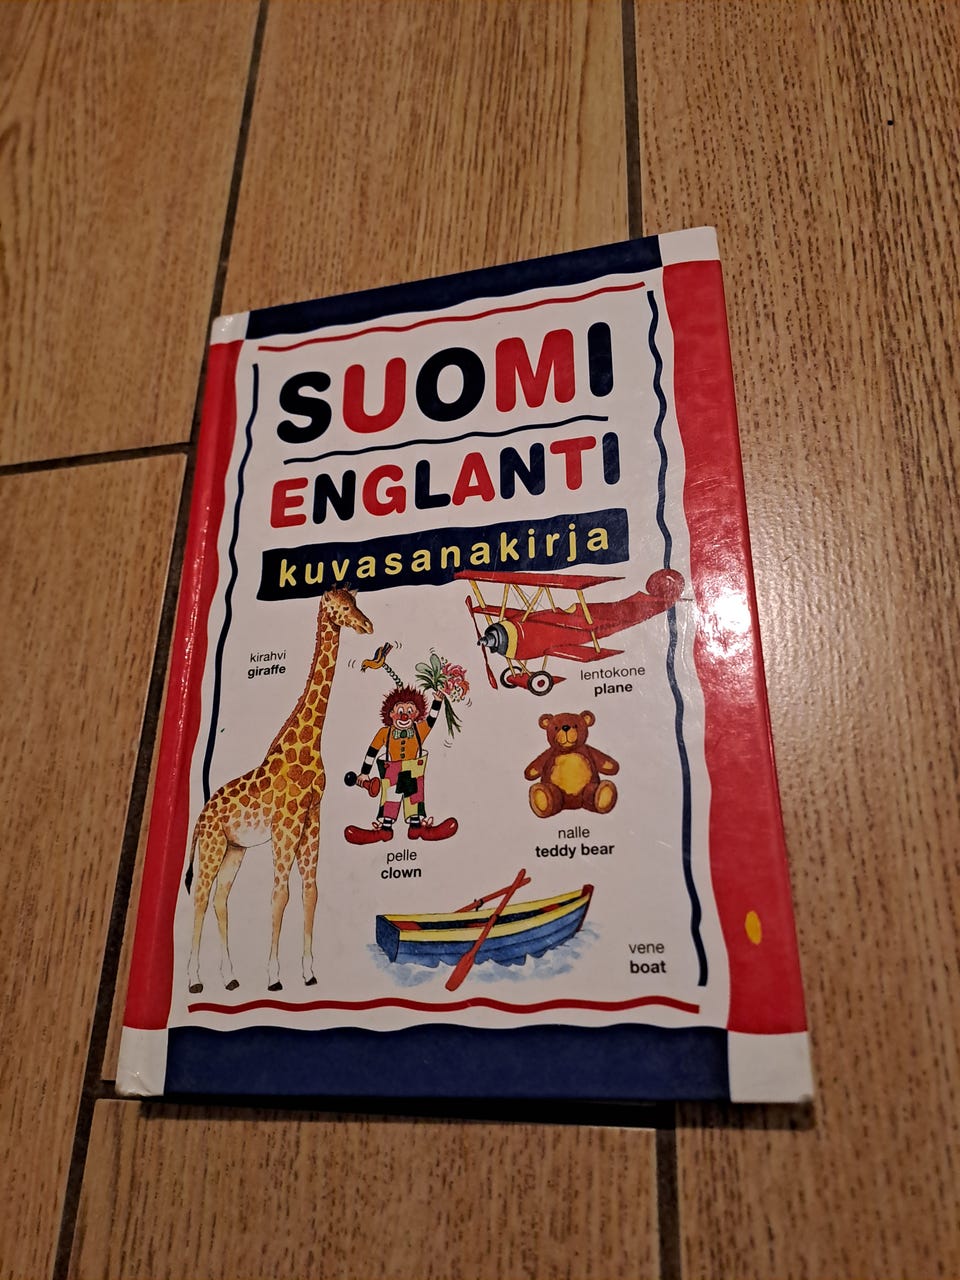 SUOMI
ENGLANTI
kuvasanakirja
kirahvi
giraffe
lentokone
plane
pelle
clown
nalle
teddy bear
vene
boat